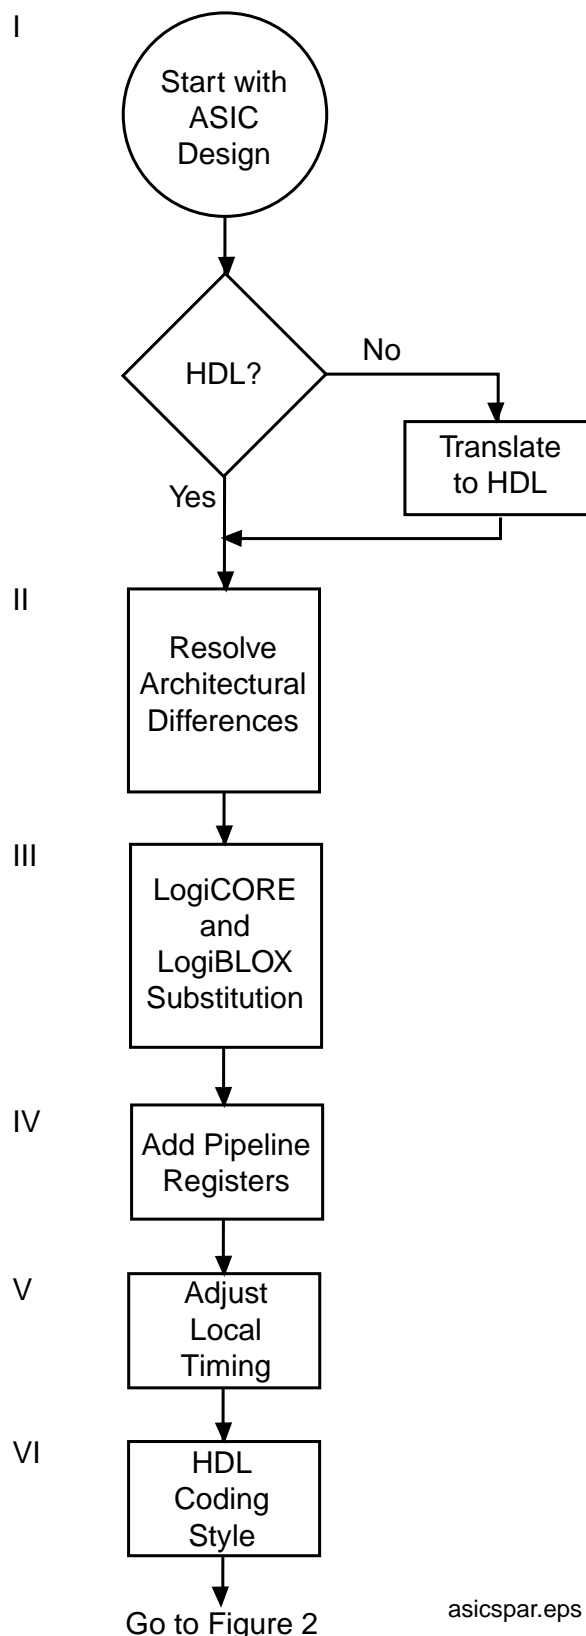 I
Start with
ASIC
Design
HDL?
No
Translate
to HDL
Yes
II
Resolve
Architectural
Differences
III
LogiCORE
and
LogiBLOX
Substitution
IV
Add Pipeline
Registers
V
Adjust
Local
Timing
VI
HDL
Coding
Style
Go to Figure 2
asicspar.eps